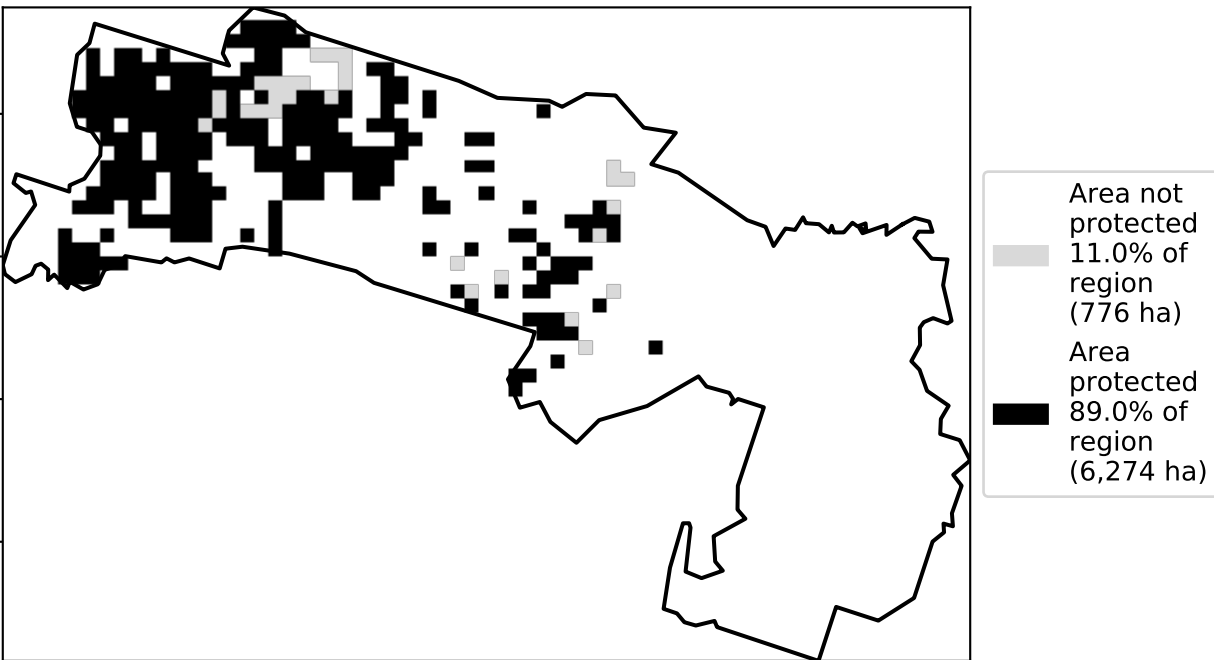 Area not
protected
11.0% of
region
(776 ha)
Area
protected
89.0% of
region
(6,274 ha)